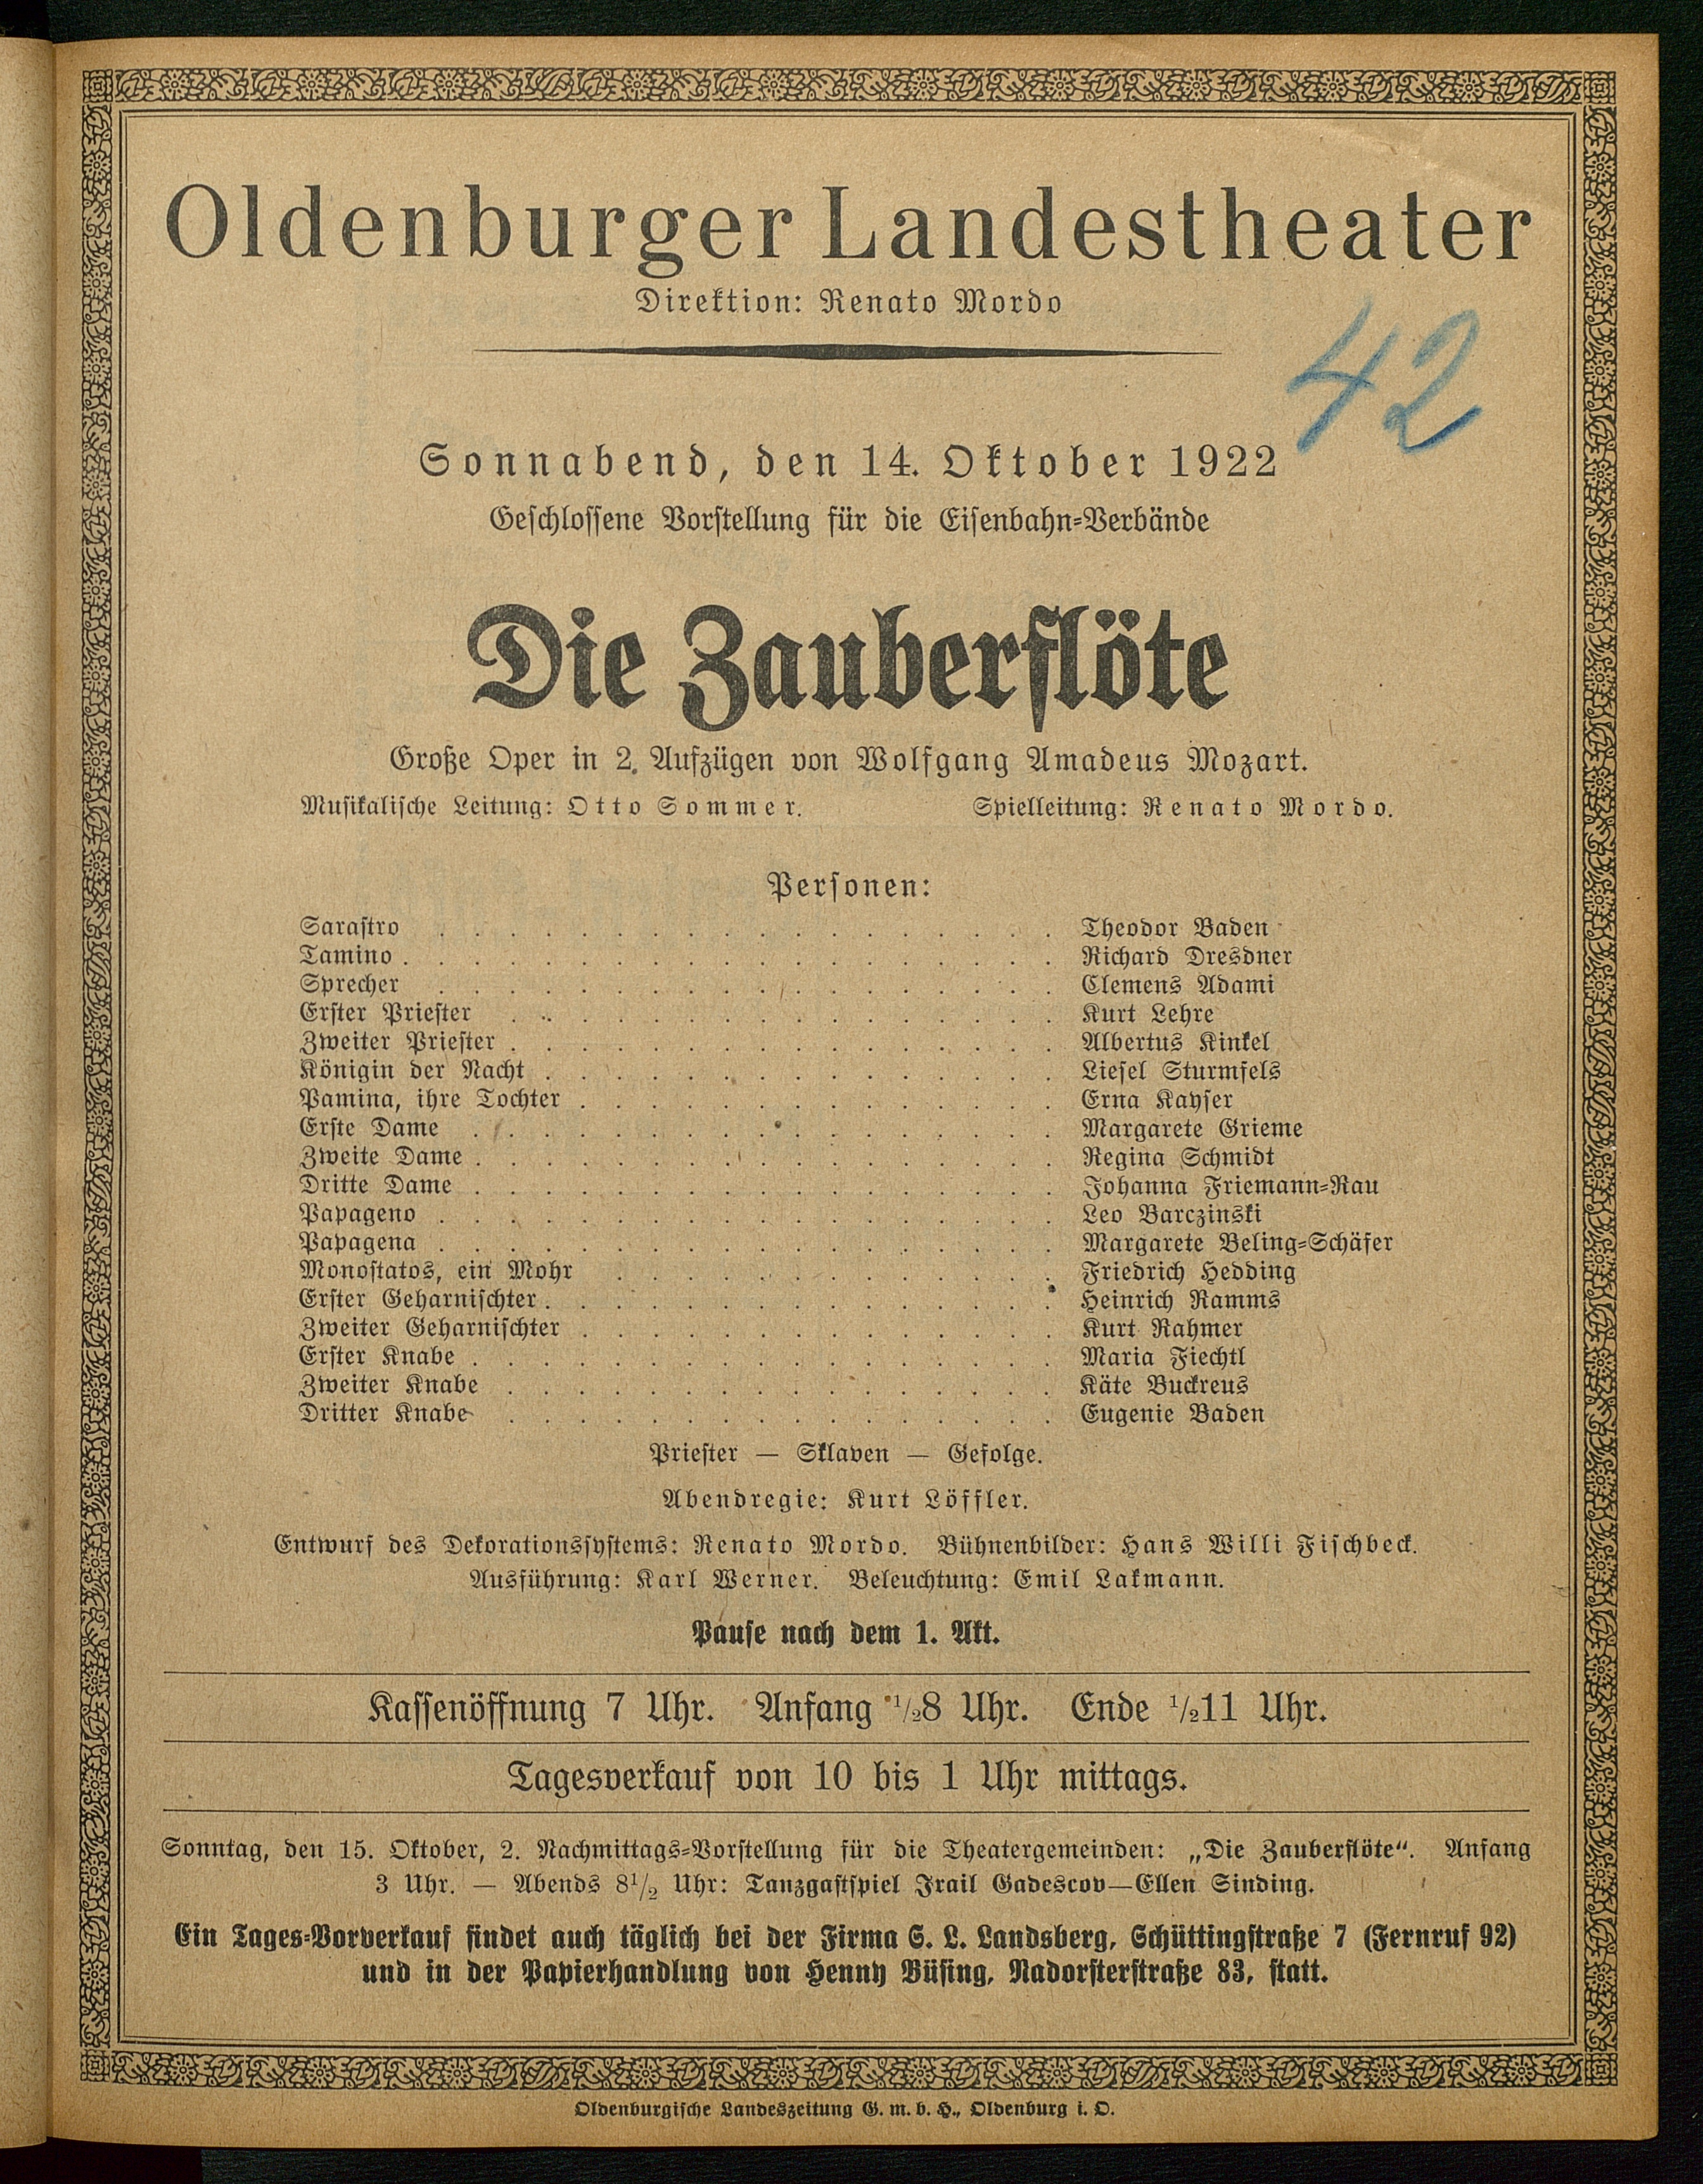 Oldenburger Landestheater
Direktion: Renato Mordo
42
Sonnabend, den 14. Oktober 1922
Geschlossene Vorstellung für die Eisenbahn-Verbände
Die Zauberflöte
Große Oper in 2. Aufzügen von Wolfgang Amadeus Mozart.
Musikalische Leitung: Otto Sommer. Spielleitung: Renato Mordo.
Personen:
Sarastro . . . . . . . . . . . . . . . . . . Theodor Baden
Tamino . . . . . . . . . . . . . . . . . . . Richard Dresdner
Sprecher . . . . . . . . . . . . . . . . . . Clemens Adami
Erster Priester . . . . . . . . . . . . . . . . Kurt Lehre
Zweiter Priester . . . . . . . . . . . . . . . . Albertus Kinkel
Königin der Nacht . . . . . . . . . . . . . . . Liesel Sturmfels
Pamina, ihre Tochter . . . . . . . . . . . . . . Erna Kayser
Erste Dame . . . . . . . . . . . . . . . . . Margarete Grieme
Zweite Dame . . . . . . . . . . . . . . . . . Regina Schmidt
Dritte Dame . . . . . . . . . . . . . . . . . Johanna Friemann-Rau
Papageno . . . . . . . . . . . . . . . . . . Leo Barczinski
Papagena . . . . . . . . . . . . . . . . . . Margarete Beling-Schäfer
Monostatos, ein Mohr . . . . . . . . . . . . . Friedrich Hedding
Erster Geharnischter . . . . . . . . . . . . . . . Heinrich Ramms
Zweiter Geharnischter . . . . . . . . . . . . . . Kurt Rahmer
Erster Knabe . . . . . . . . . . . . . . . . . Maria Fiechtl
Zweiter Knabe . . . . . . . . . . . . . . . . Käte Buckreus
Dritter Knabe . . . . . . . . . . . . . . . . Eugenie Baden
Priester — Sklaven — Gefolge.
Abendregie: Kurt Löffler.
Entwurf des Dekorationssystems: Renato Mordo. Bühnenbilder: Hans Willi Fischbeck.
Ausführung: Karl Werner. Beleuchtung: Emil Lakmann.
Pause nach dem 1. Akt.
Kassenöffnung 7 Uhr. Anfang 1/28 Uhr. Ende 1/211 Uhr.
Tagesverkauf von 10 bis 1 Uhr mittags.
Sonntag, den 15. Oktober, 2. Nachmittags-Vorstellung für die Theatergemeinden: „Die Zauberflöte“. Anfang
3 Uhr. — Abends 8 1/2 Uhr: Tanzgastspiel Irail Gadescov—Ellen Sinding.
Ein Tages-Vorverkauf findet auch täglich bei der Firma S. L. Landsberg, Schüttingstraße 7 (Fernruf 92)
und in der Papierhandlung von Henny Büsing, Nadorsterstraße 83, statt.
Oldenburgische Landeszeitung G. m. b. H., Oldenburg i. O.